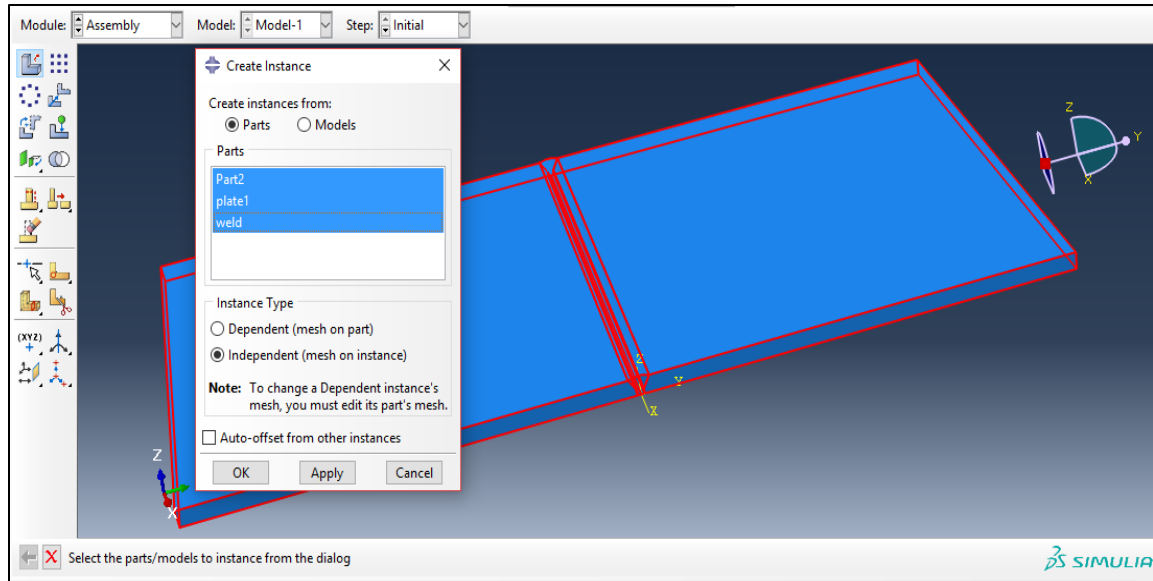 Module: Assembly Model: Model-1 Step: Initial
Create Instance
Create instances from:
Parts Models
Parts
Part2
plate1
weld
Instance Type
Dependent (mesh on part)
Independent (mesh on instance)
Note: To change a Dependent instance's
mesh, you must edit its part's mesh.
Auto-offset from other instances
OK Apply Cancel
Z
Y
X
Z
Y
X
Z
X
(XYZ)
Select the parts/models to instance from the dialog
SIMULIA